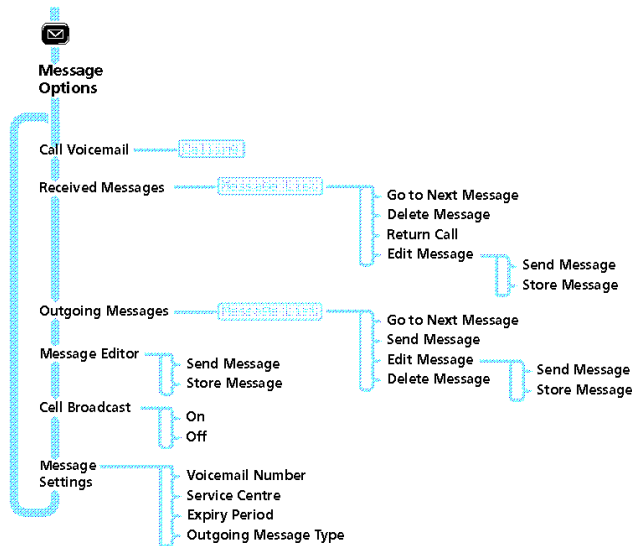 Message
Options
Call Voicemail
Calling
Received Messages
Go to Next Message
Delete Message
Return Call
Edit Message
Send Message
Store Message
Outgoing Messages
Go to Next Message
Send Message
Edit Message
Delete Message
Send Message
Store Message
Message Editor
Send Message
Store Message
Cell Broadcast
On
Off
Message
Settings
Voicemail Number
Service Centre
Expiry Period
Outgoing Message Type